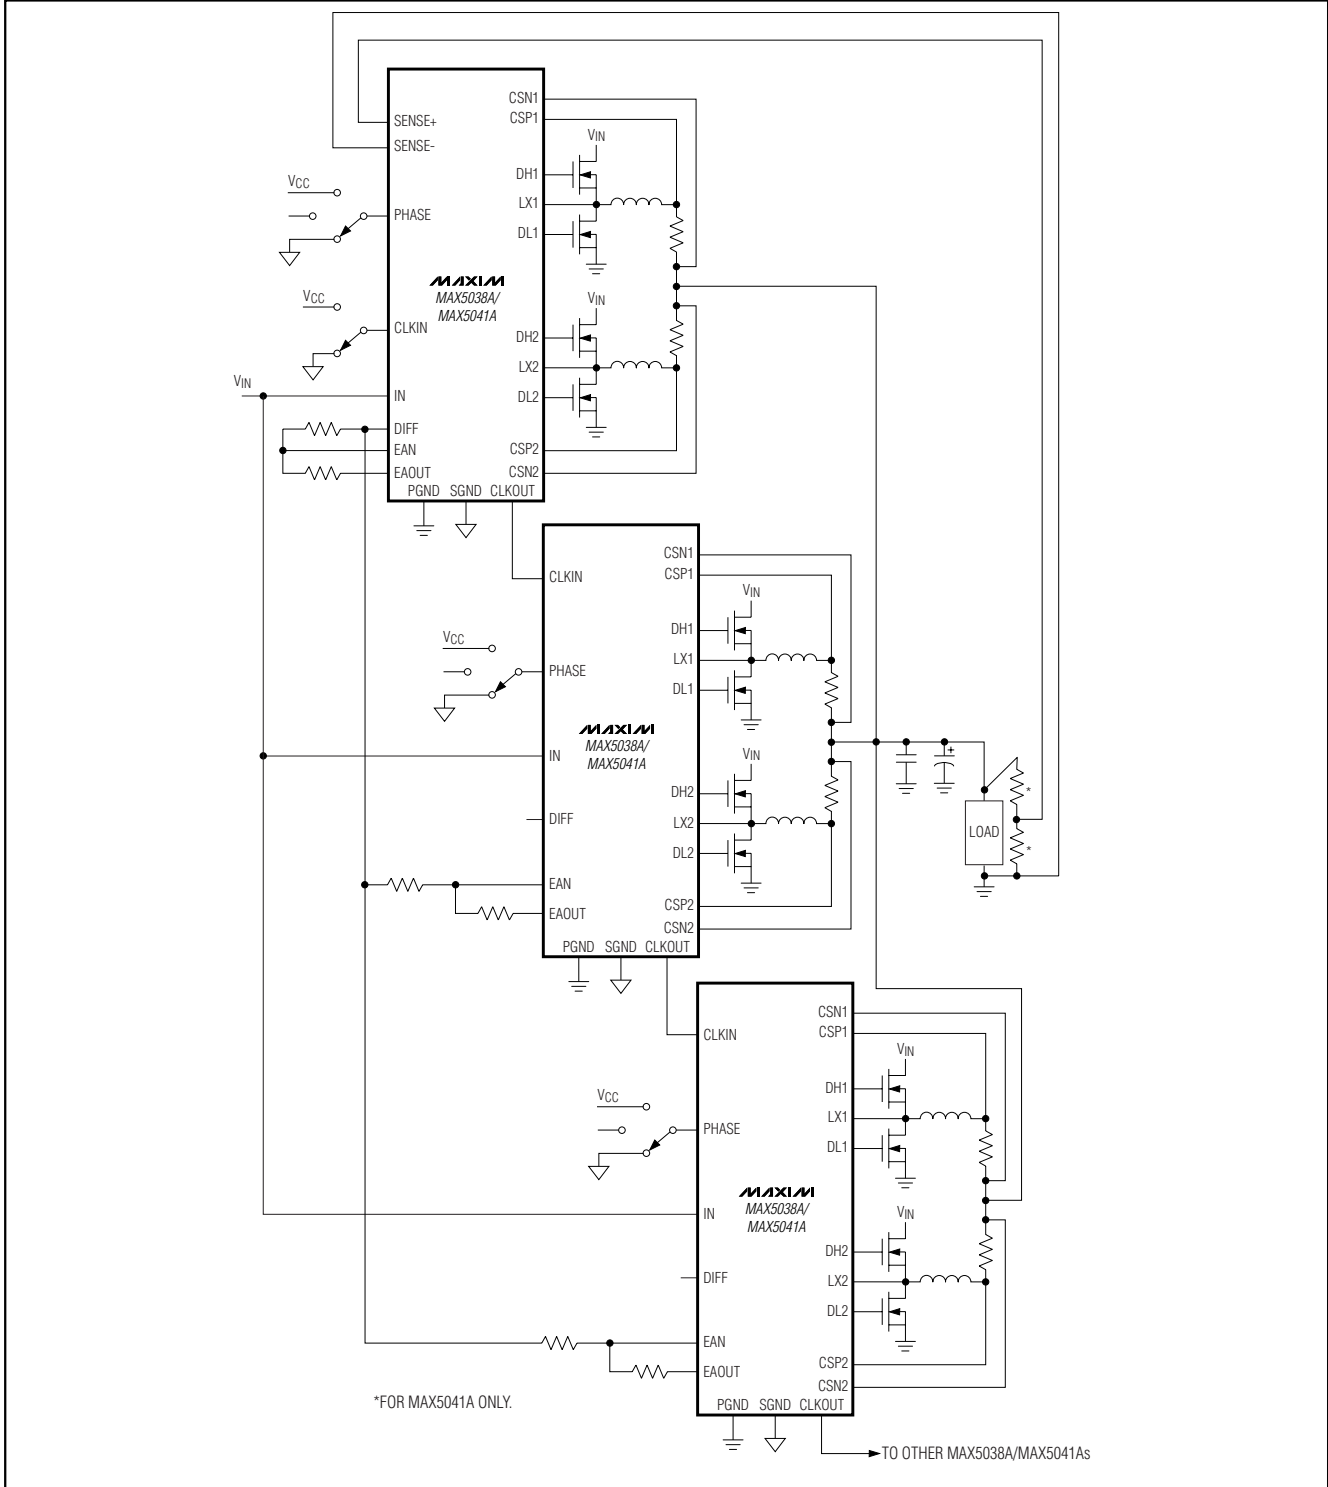 SENSE+
SENSE-
VCC
PHASE
VCC
CLKIN
VIN
IN
DIFF
EAN
EAOUT
PGND SGND CLKOUT
CSN1
CSP1
VIN
DH1
LX1
DL1
MAXIM
MAX5038A/
MAX5041A
VIN
DH2
LX2
DL2
CSP2
CSN2
CLKIN
VCC
PHASE
IN
DIFF
EAN
EAOUT
PGND SGND CLKOUT
CSN1
CSP1
VIN
DH1
LX1
DL1
MAXIM
MAX5038A/
MAX5041A
VIN
DH2
LX2
DL2
CSP2
CSN2
+
*
LOAD
*
CLKIN
VCC
PHASE
IN
DIFF
EAN
EAOUT
PGND SGND CLKOUT
CSN1
CSP1
VIN
DH1
LX1
DL1
MAXIM
MAX5038A/
MAX5041A
VIN
DH2
LX2
DL2
CSP2
CSN2
*FOR MAX5041A ONLY.
TO OTHER MAX5038A/MAX5041As